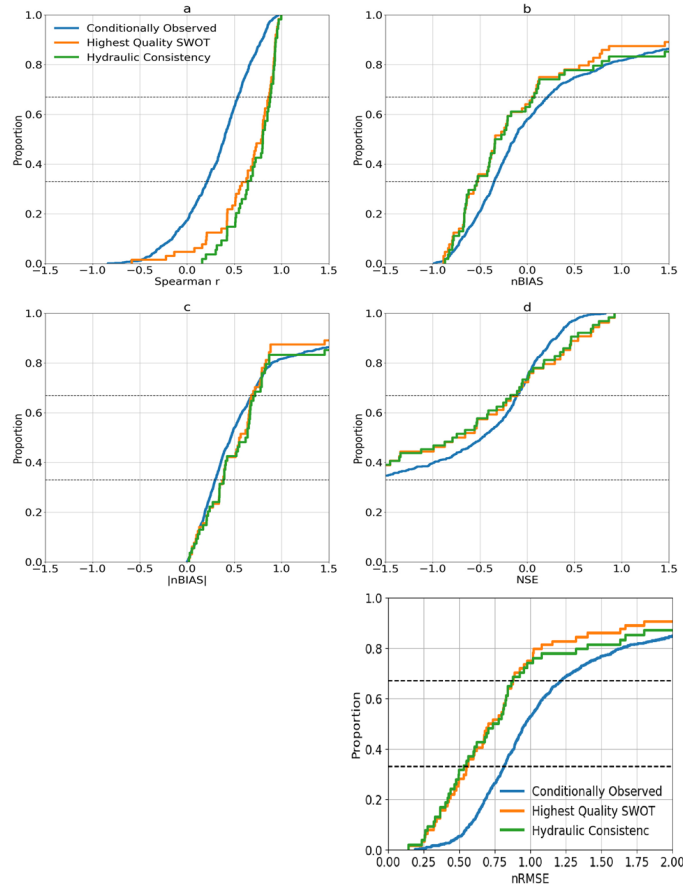 a
Conditionally Observed
Highest Quality SWOT
Hydraulic Consistency
1.0
0.8
0.6
0.4
0.2
0.0
Proportion
−1.5 −1.0 −0.5 0.0 0.5 1.0 1.5
Spearman r
b
1.0
0.8
0.6
0.4
0.2
0.0
Proportion
−1.5 −1.0 −0.5 0.0 0.5 1.0 1.5
nBIAS
c
1.0
0.8
0.6
0.4
0.2
0.0
Proportion
−1.5 −1.0 −0.5 0.0 0.5 1.0 1.5
|nBIAS|
d
1.0
0.8
0.6
0.4
0.2
0.0
Proportion
−1.5 −1.0 −0.5 0.0 0.5 1.0 1.5
NSE
1.0
0.8
0.6
0.4
0.2
0.0
Proportion
Conditionally Observed
Highest Quality SWOT
Hydraulic Consistenc
0.00 0.25 0.50 0.75 1.00 1.25 1.50 1.75 2.00
nRMSE